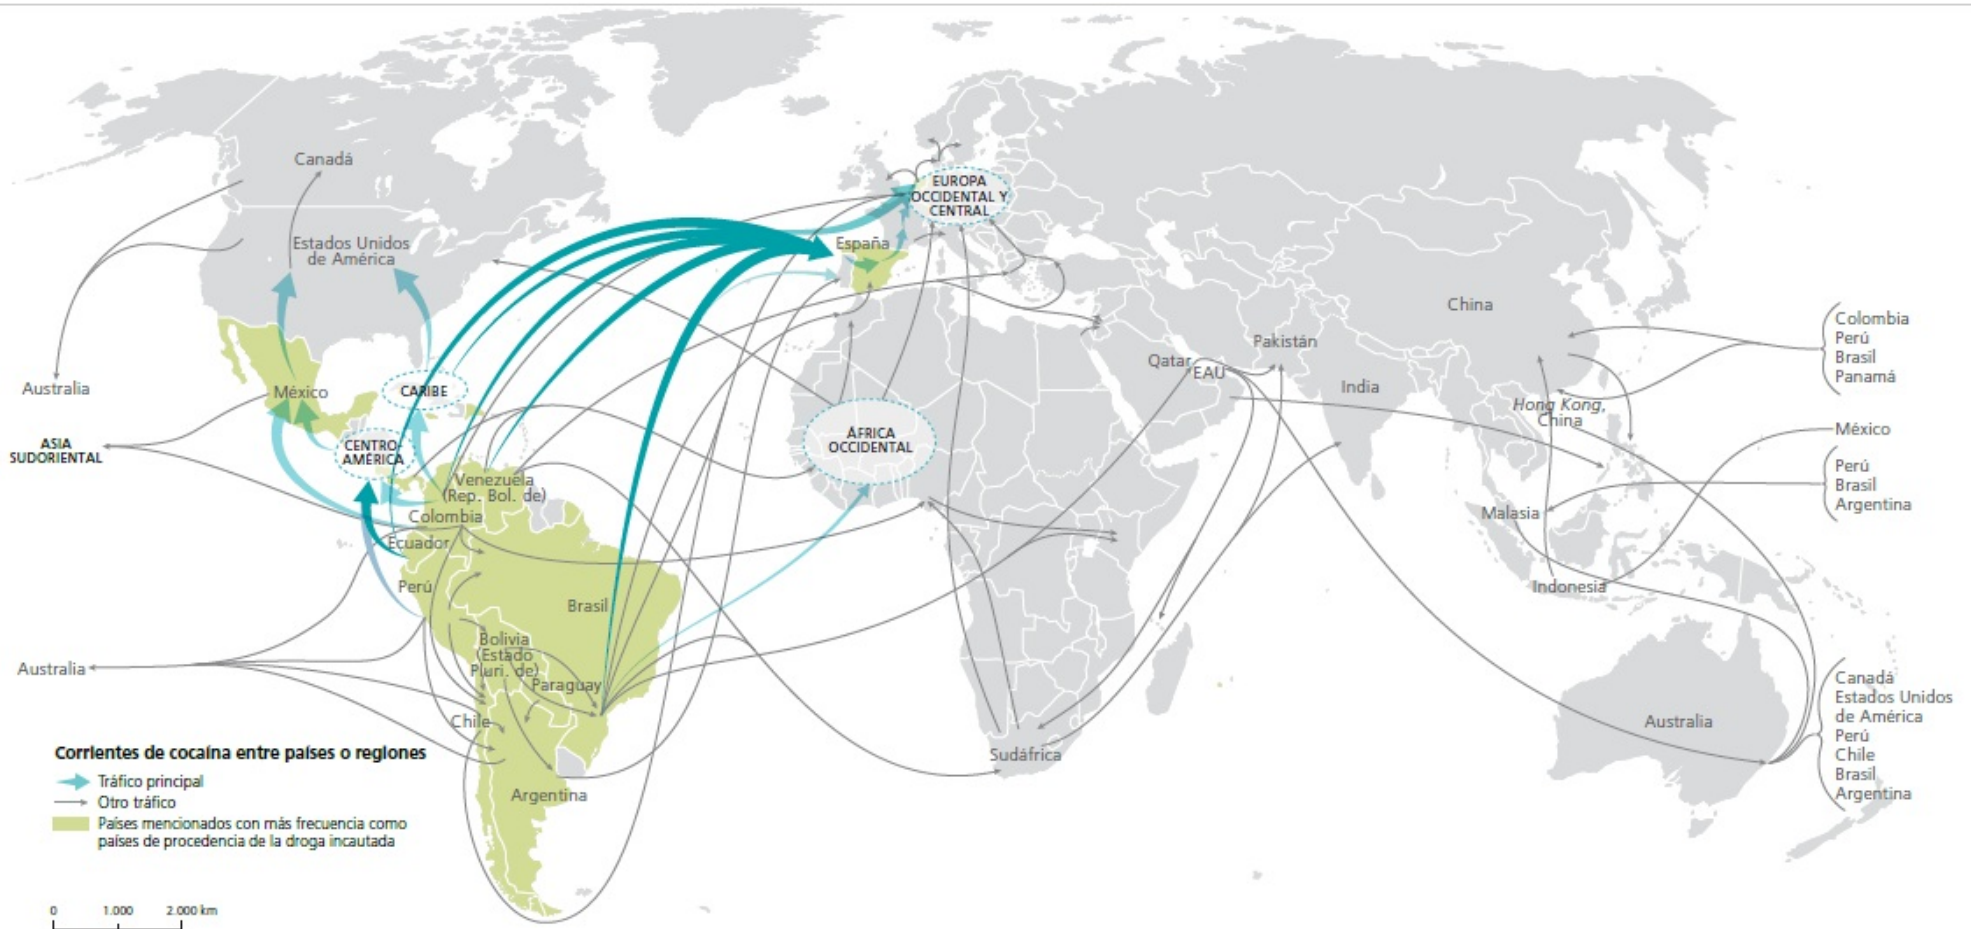 Canadá
Estados Unidos
de América
Australia
ASIA
SUDORIENTAL
México
CARIBE
CENTRO-
AMÉRICA
Venezuela
(Rep. Bol. de)
Colombia
Ecuador
Perú
Brasil
Bolivia
(Estado
Pluri. de)
Paraguay
Chile
Argentina
Australia
EUROPA
OCCIDENTAL Y
CENTRAL
España
ÁFRICA
OCCIDENTAL
Sudáfrica
Qatar
EAU
Pakistán
India
China
Hong Kong,
China
Malasia
Indonesia
Australia
Colombia
Perú
Brasil
Panamá
México
Perú
Brasil
Argentina
Canadá
Estados Unidos
de América
Perú
Chile
Brasil
Argentina
Corrientes de cocaína entre países o regiones
Tráfico principal
Otro tráfico
Países mencionados con más frecuencia como
países de procedencia de la droga incautada
0 1.000 2.000 km